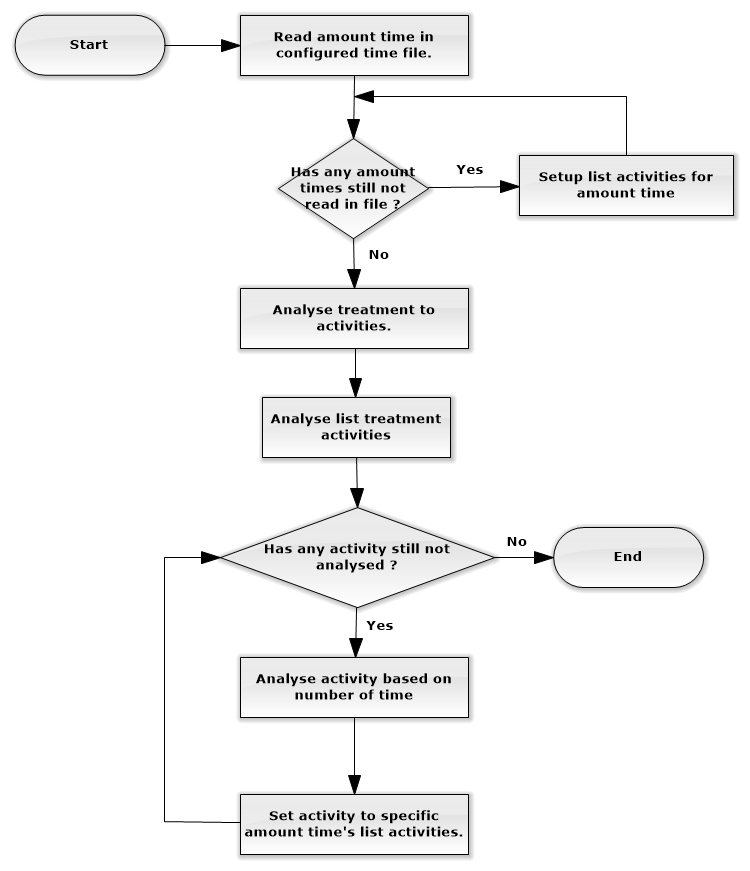 Start
Read amount time in
configured time file.
Has any amount
times still not
read in file ?
Yes
Setup list activities for
amount time
No
Analyse treatment to
activities.
Analyse list treatment
activities
Has any activity still not
analysed ?
No
End
Yes
Analyse activity based on
number of time
Set activity to specific
amount time's list activities.